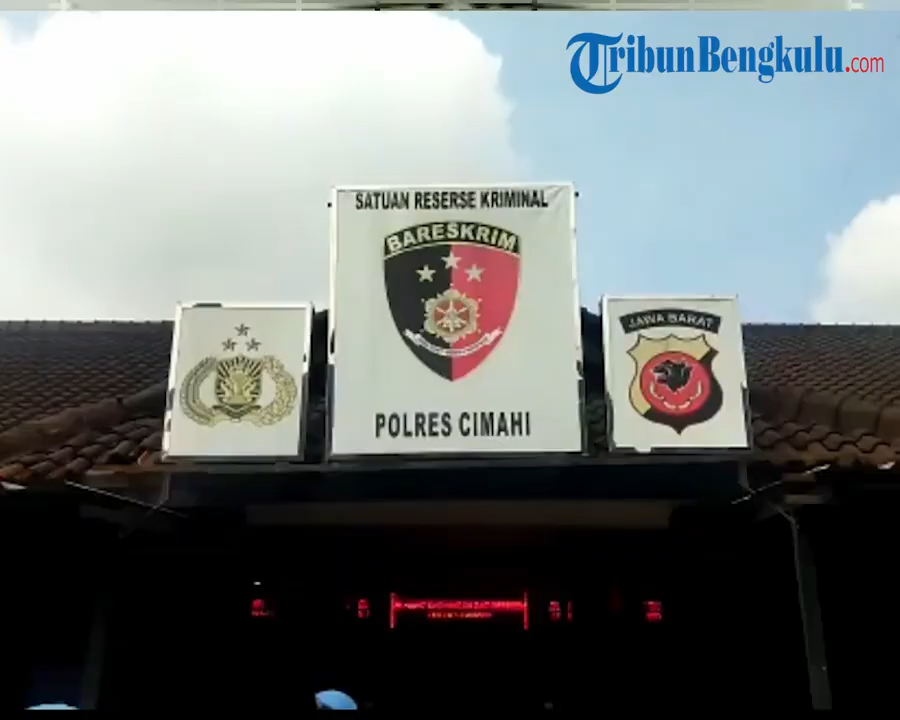 TribunBengkulu.com
SATUAN RESERSE KRIMINAL
BARESKRIM
POLRES CIMAHI
JAWA BARAT